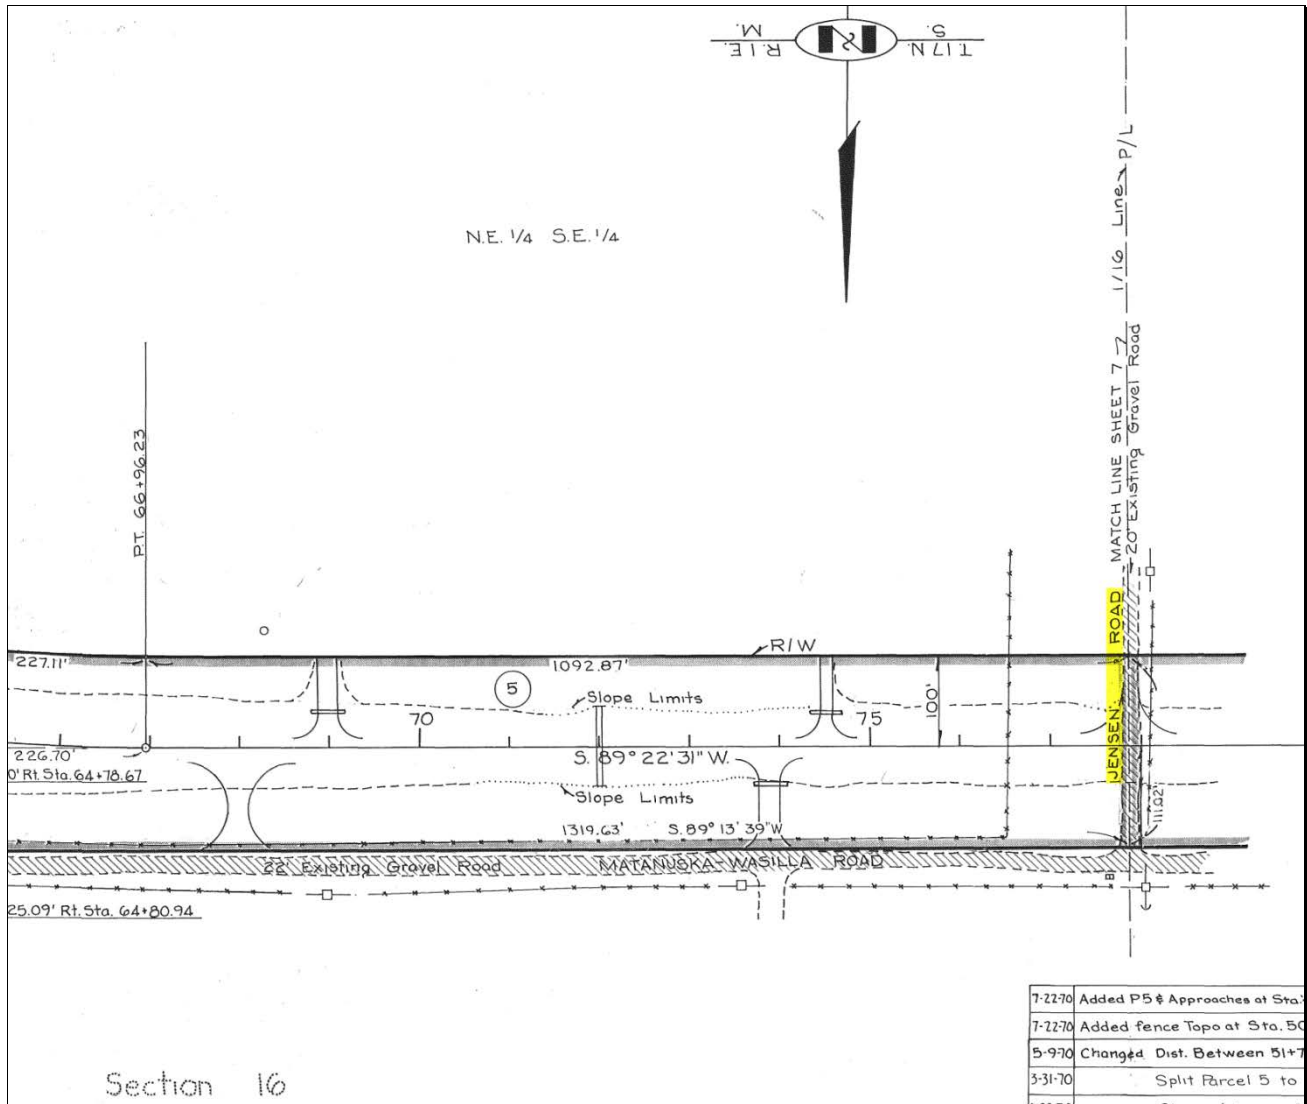 R.1E. T.17N.
M. S.
N.E. 1/4 S.E. 1/4
1/16 Line P/L
MATCH LINE SHEET 7
20' Existing Gravel Road
P.T. 66+96.23
JENSEN ROAD
R/W
227.11'
1092.87'
5
Slope Limits
100'
70
75
226.70'
0' Rt. Sta. 64+78.67
S. 89° 22' 31" W.
Slope Limits
111.02'
1319.63' S. 89° 13' 39" W
22' Existing Gravel Road MATANUSKA-WASILLA ROAD
25.09' Rt. Sta. 64+80.94
7-22-70 Added P5 & Approaches at Sta.
7-22-70 Added fence Topo at Sta. 50
5-9-70 Changed Dist. Between 51+7
3-31-70 Split Parcel 5 to
Section 16